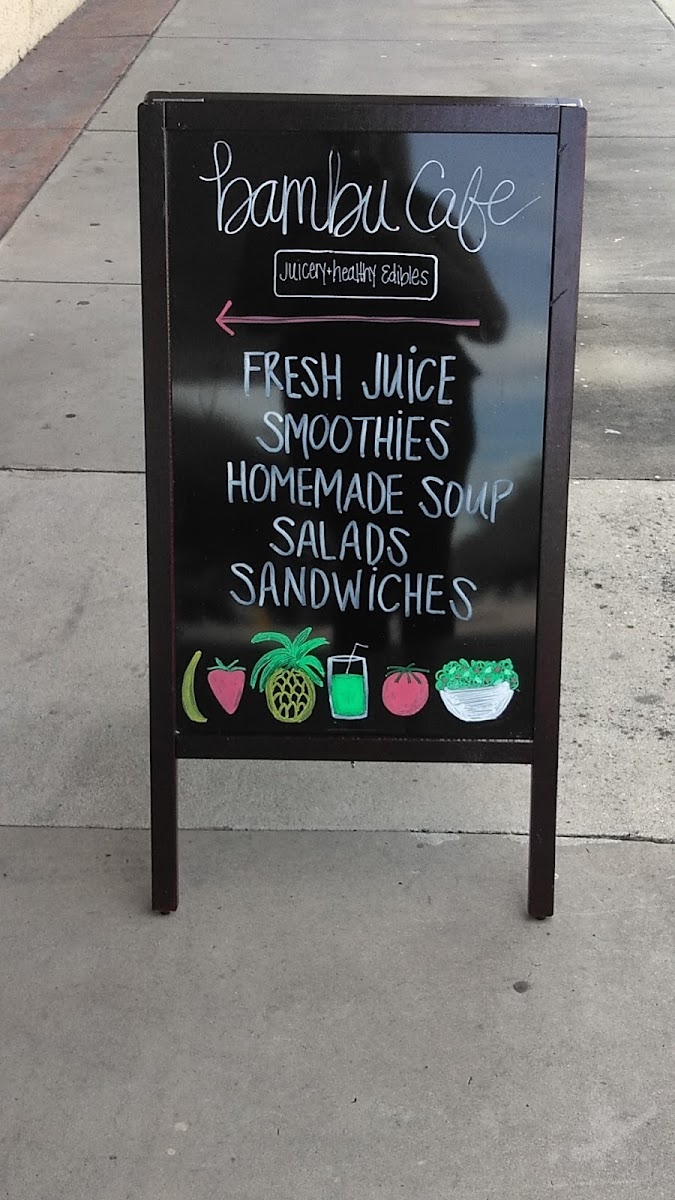 bambu Cafe
Juicery+healthy Edibles
FRESH JUiCE
SMOOTHiES
HOMEMADE SOUP
SALADS
SANDWiCHES